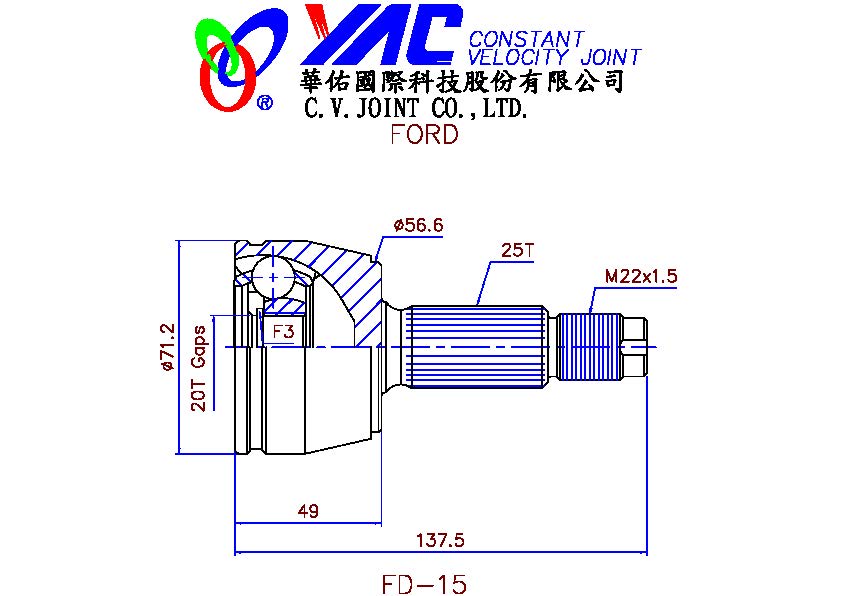 YAC CONSTANT
VELOCITY JOINT
®
華佑國際科技股份有限公司
C.V.JOINT CO.,LTD.
FORD
ø56.6
25T
M22x1.5
F3
ø71.2
20T Gaps
49
137.5
FD-15